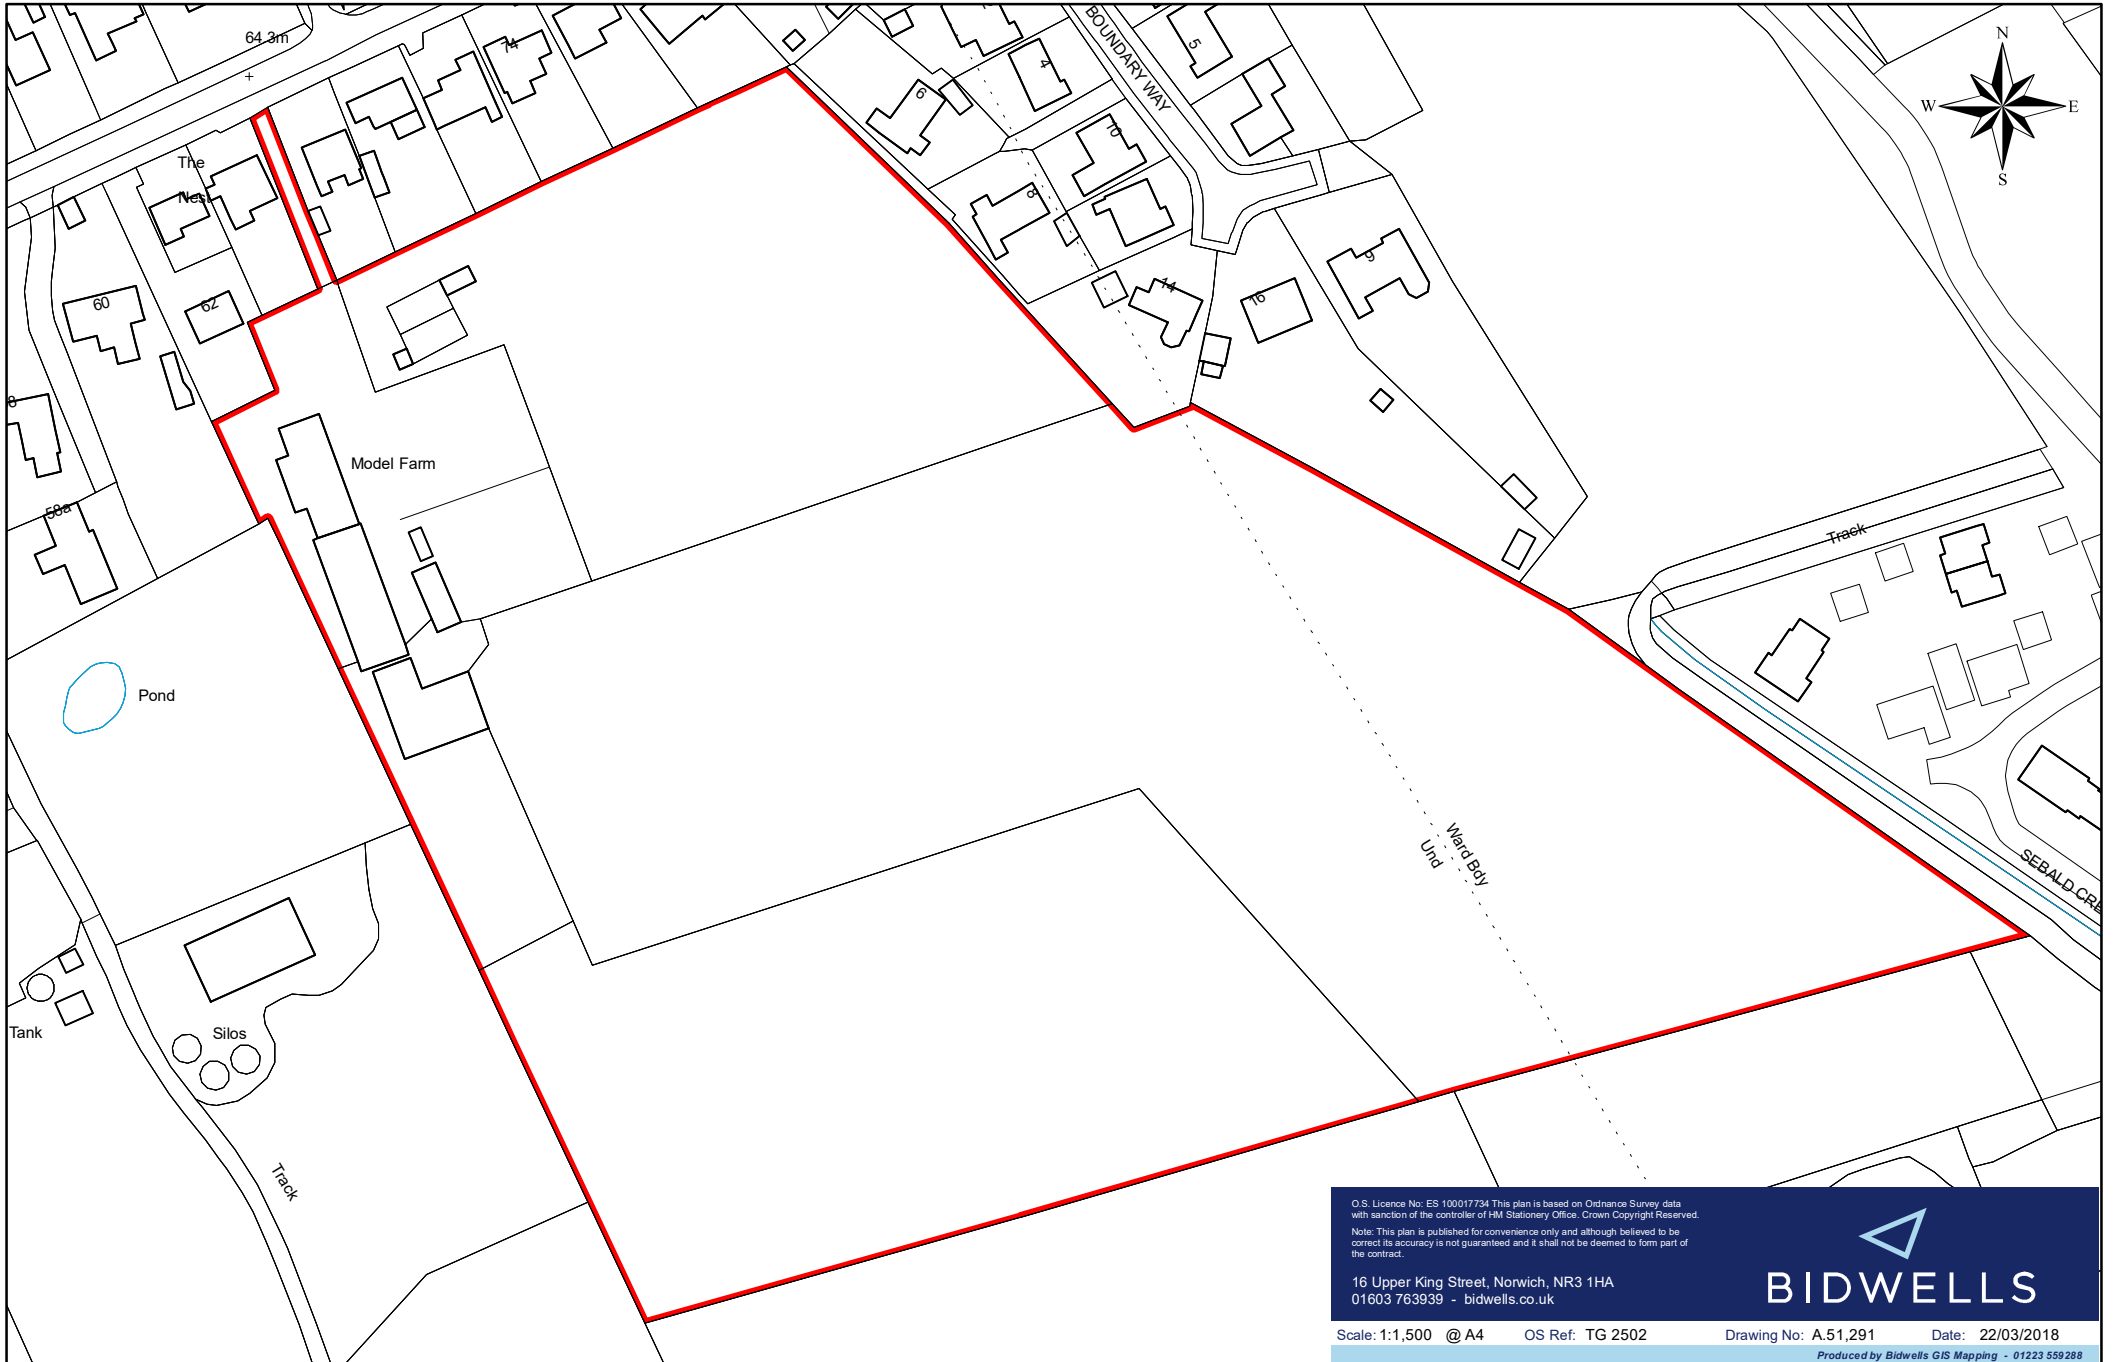 64.3m
74
4
5
BOUNDARY WAY
N
W
E
S
6
10
The
Nest
8
60
62
14
16
9
8
Model Farm
58a
Track
Pond
Ward Bdy
Und
SEBALD CRE
Tank
Silos
Track
O.S. Licence No: ES 100017734 This plan is based on Ordnance Survey data
with sanction of the controller of HM Stationery Office. Crown Copyright Reserved.
Note: This plan is published for convenience only and although believed to be
correct its accuracy is not guaranteed and it shall not be deemed to form part of
the contract.
16 Upper King Street, Norwich, NR3 1HA
01603 763939 - bidwells.co.uk
BIDWELLS
Scale: 1:1,500 @ A4 OS Ref: TG 2502 Drawing No: A.51,291 Date: 22/03/2018
Produced by Bidwells GIS Mapping - 01223 559288